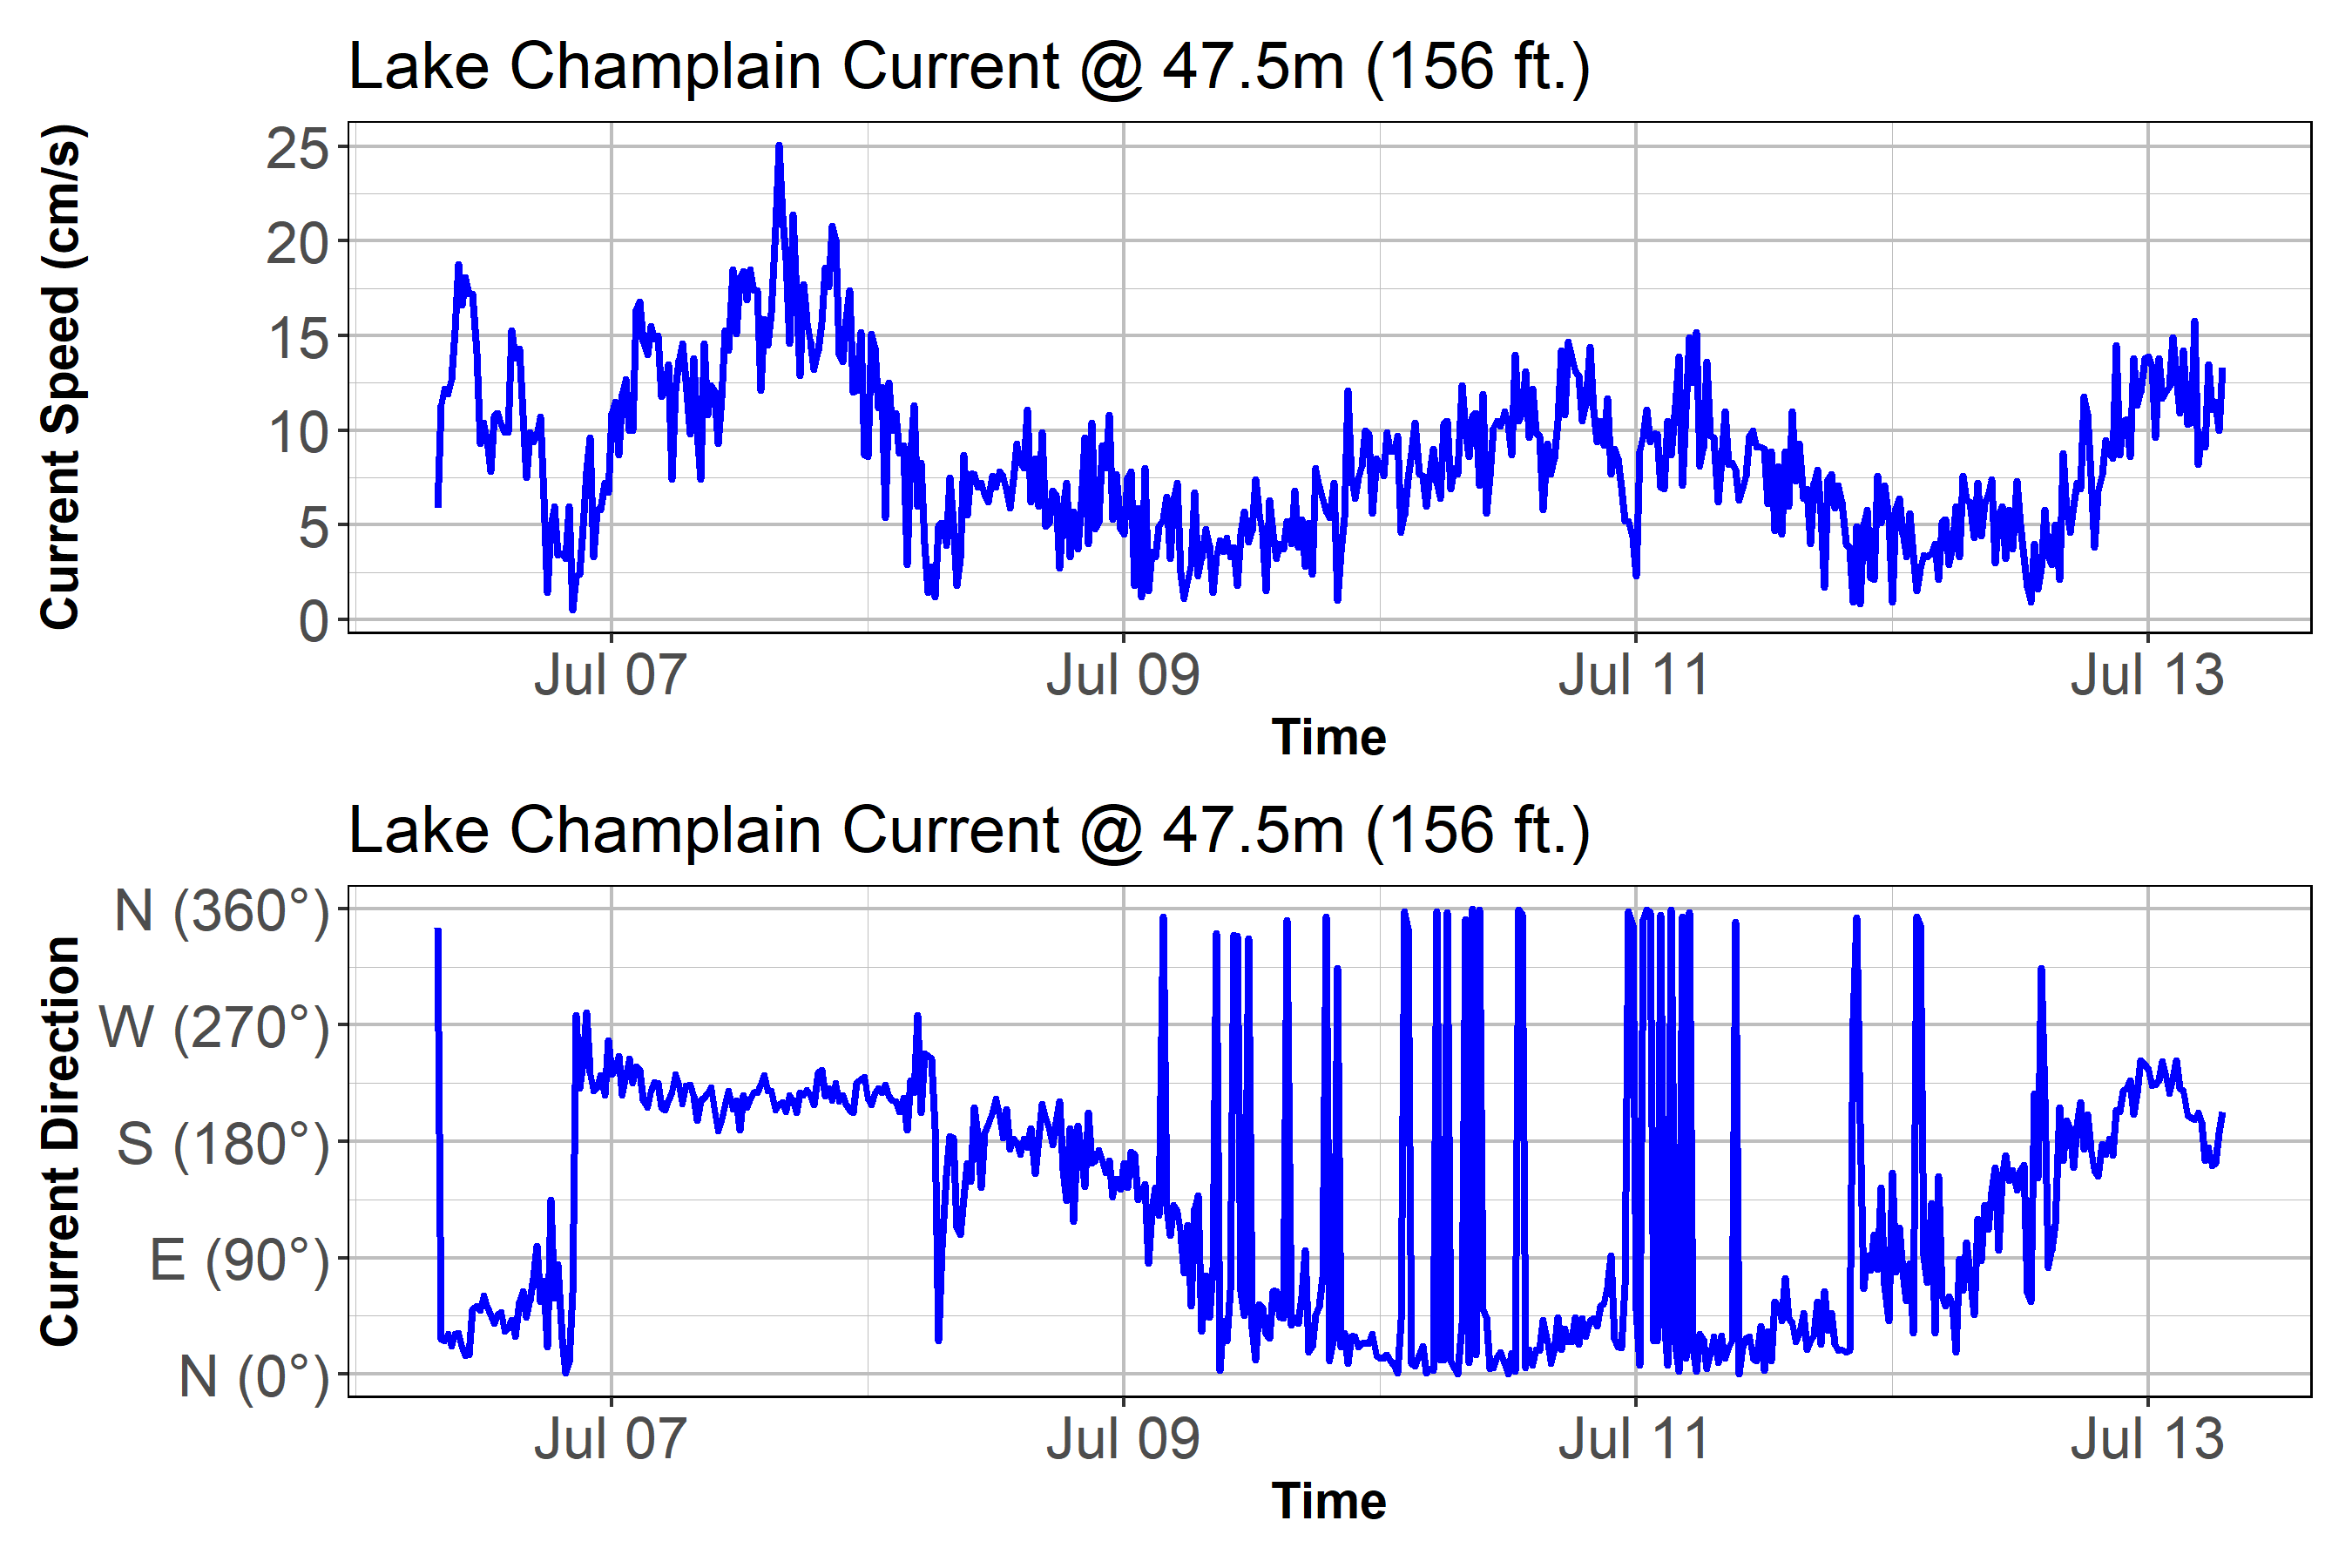 Lake Champlain Current @ 47.5m (156 ft.)
Current Speed (cm/s)
25
20
15
10
5
0
Jul 07 Jul 09 Jul 11 Jul 13
Time
Lake Champlain Current @ 47.5m (156 ft.)
Current Direction
N (360°)
W (270°)
S (180°)
E (90°)
N (0°)
Jul 07 Jul 09 Jul 11 Jul 13
Time